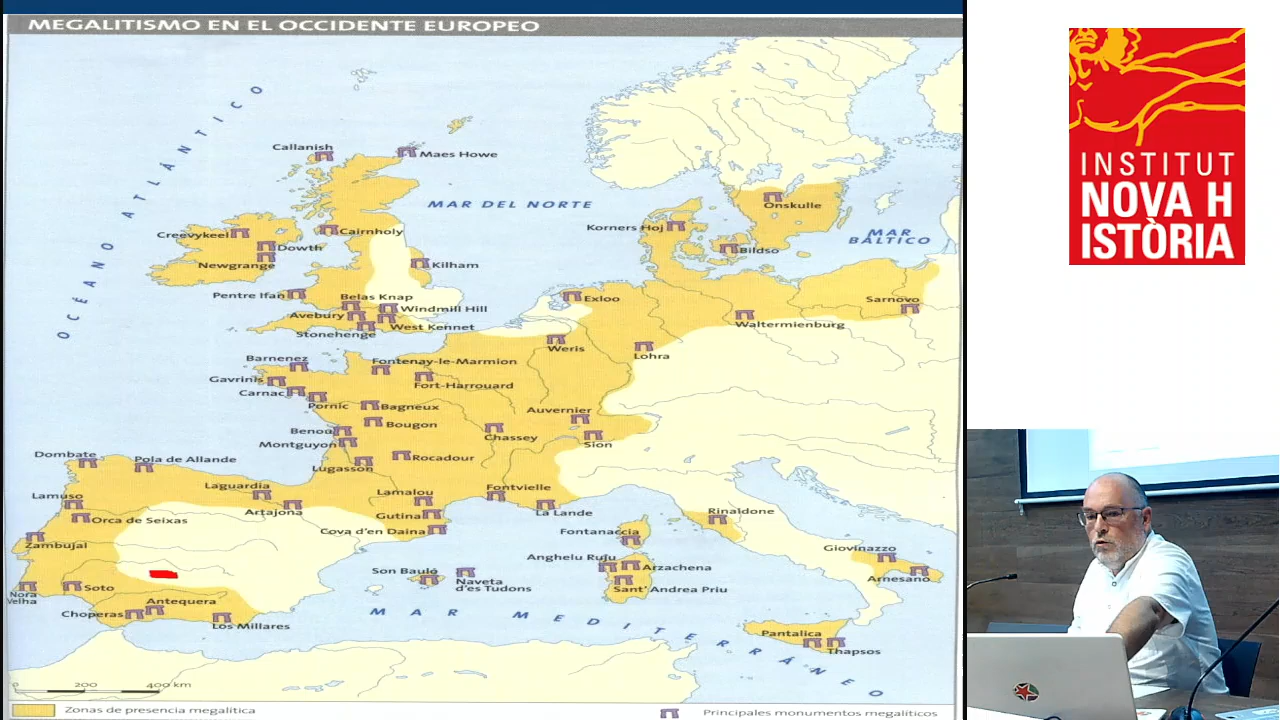 MEGALITISMO EN EL OCCIDENTE EUROPEO
OCÉANO ATLÁNTICO
Callanish
Maes Howe
MAR DEL NORTE
Onskulle
Creevykeel
Cairnholy
Korners Hoj
MAR
BÁLTICO
Dowth
Bildso
Newgrange
Kilham
Pentre Ifan
Belas Knap
Exloo
Sarnovo
Windmill Hill
Avebury
West Kennet
Waltermienburg
Stonehenge
Weris
Lohra
Barnenez
Fontenay-le-Marmion
Gavrinis
Fort-Harrouard
Carnac
Pornic
Bagneux
Auvernier
Bougon
Benou
Chassey
Sion
Montguyon
Dombate
Pola de Allande
Rocadour
Lugasson
Laguardia
Lamalou
Fontvielle
Lamuso
Artajona
Gutina
La Lande
Rinaldone
Orca de Seixas
Cova d'en Daina
Fontanaccia
Zambujal
Giovinazzo
Anghelu Ruju
Son Bauló
Arzachena
Naveta
d'es Tudons
Arnesano
Soto
Sant'Andrea Priu
Nora
Velha
Antequera
Choperas
MAR MEDITERRÁNEO
Los Millares
Pantalica
Thapsos
0 200 400 km
Zonas de presencia megalítica
Principales monumentos megalíticos
INSTITUT
NOVA H
ISTÒRIA